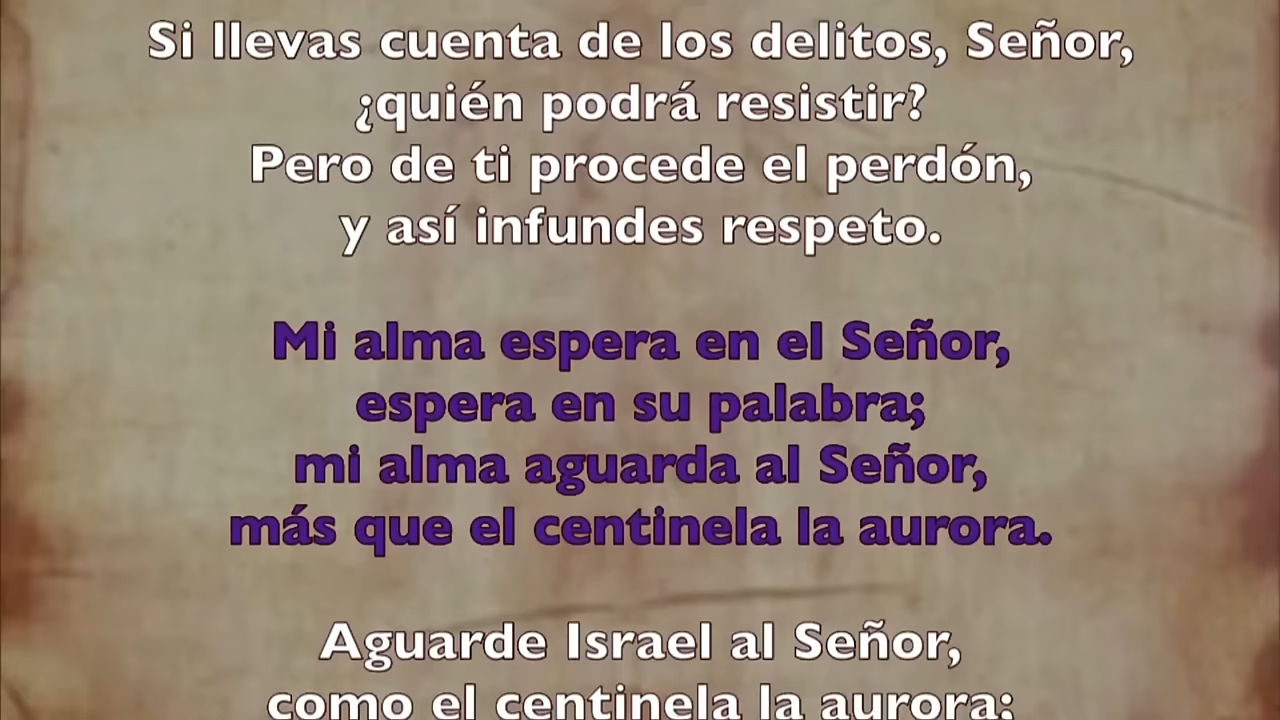 Si llevas cuenta de los delitos, Señor,
¿quién podrá resistir?
Pero de ti procede el perdón,
y así infundes respeto.
Mi alma espera en el Señor,
espera en su palabra;
mi alma aguarda al Señor,
más que el centinela la aurora.
Aguarde Israel al Señor,
como el centinela la aurora;